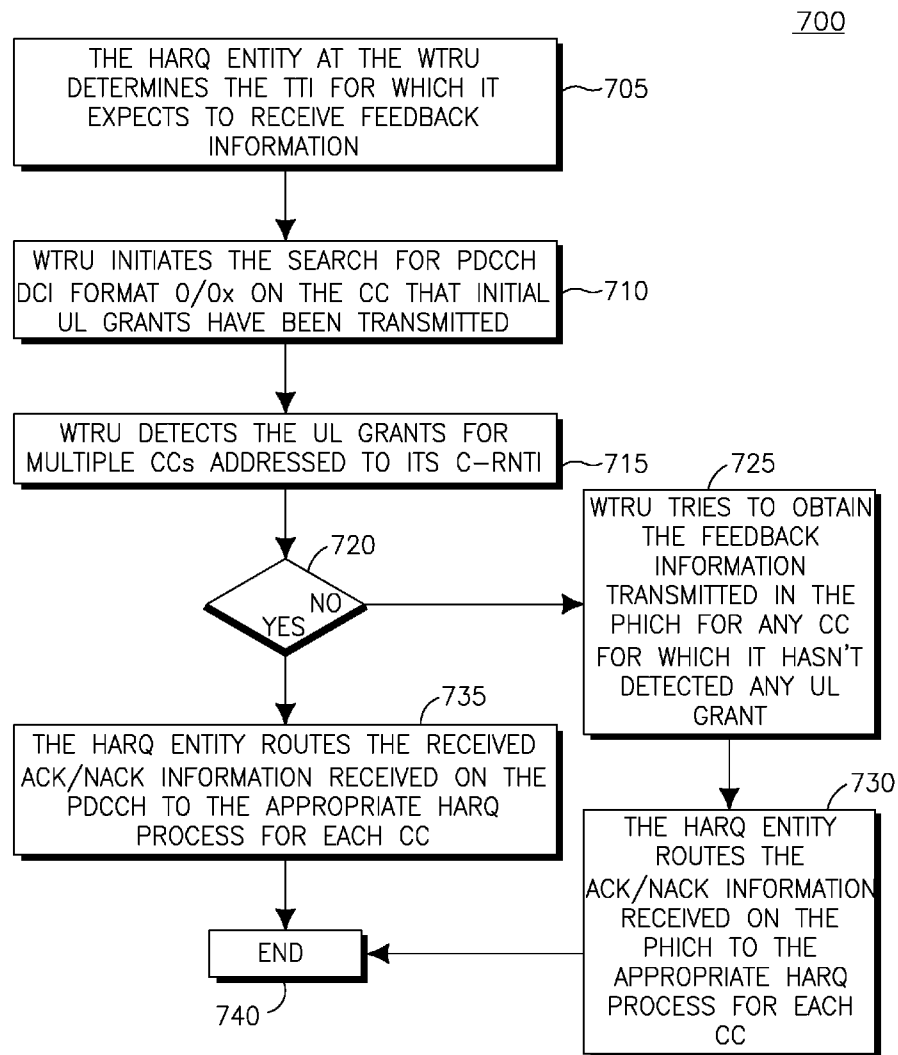 700
THE HARQ ENTITY AT THE WTRU
DETERMINES THE TTI FOR WHICH IT
EXPECTS TO RECEIVE FEEDBACK
INFORMATION
705
WTRU INITIATES THE SEARCH FOR PDCCH
DCI FORMAT 0/0x ON THE CC THAT INITIAL
UL GRANTS HAVE BEEN TRANSMITTED
710
WTRU DETECTS THE UL GRANTS FOR
MULTIPLE CCs ADDRESSED TO ITS C-RNTI
715
720
NO
YES
725
WTRU TRIES TO OBTAIN
THE FEEDBACK
INFORMATION
TRANSMITTED IN THE
PHICH FOR ANY CC
FOR WHICH IT HASN'T
DETECTED ANY UL
GRANT
735
THE HARQ ENTITY ROUTES THE RECEIVED
ACK/NACK INFORMATION RECEIVED ON THE
PDCCH TO THE APPROPRIATE HARQ
PROCESS FOR EACH CC
730
THE HARQ ENTITY
ROUTES THE
ACK/NACK INFORMATION
RECEIVED ON THE
PHICH TO THE
APPROPRIATE HARQ
PROCESS FOR EACH
CC
END
740